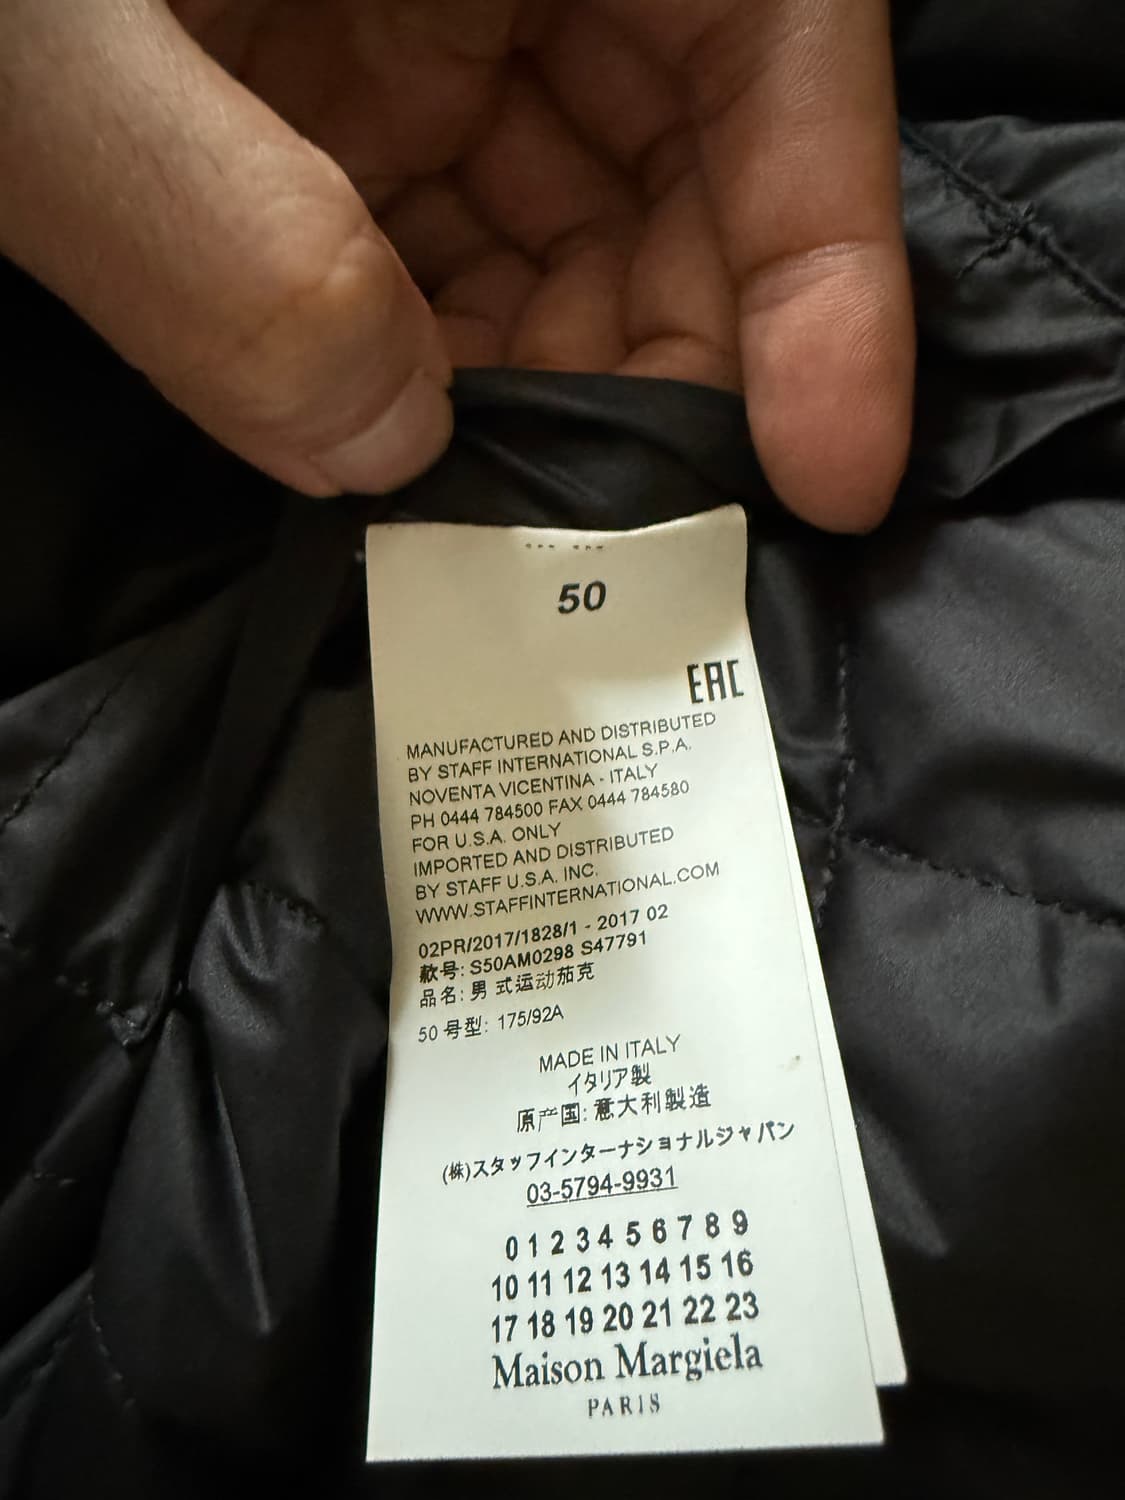 50
EAC
MANUFACTURED AND DISTRIBUTED
BY STAFF INTERNATIONAL S.P.A.
NOVENTA VICENTINA - ITALY
PH 0444 784500 FAX 0444 784580
FOR U.S.A. ONLY
IMPORTED AND DISTRIBUTED
BY STAFF U.S.A. INC.
WWW.STAFFINTERNATIONAL.COM
02PR/2017/1828/1 - 2017 02
款号: S50AM0298 S47791
品名: 男 式运动茄克
50 号型: 175/92A
MADE IN ITALY
イタリア製
原产国: 意大利製造
(株)スタッフインターナショナルジャパン
03-5794-9931
0 1 2 3 4 5 6 7 8 9
10 11 12 13 14 15 16
17 18 19 20 21 22 23
Maison Margiela
PARIS